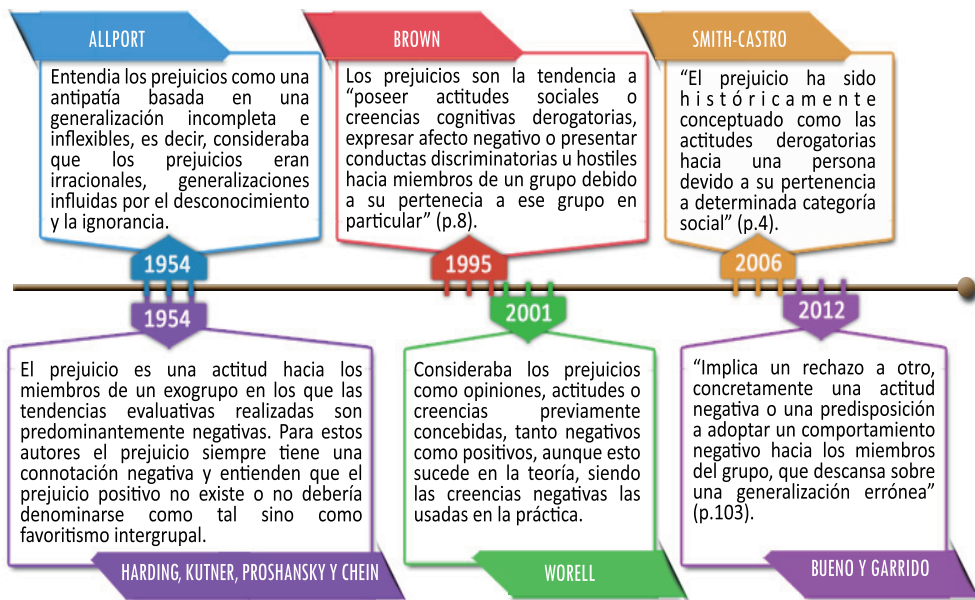 ALLPORT
Entendia los prejuicios como una
antipatía basada en una
generalización incompleta e
inflexibles, es decir, consideraba
que los prejuicios eran
irracionales, generalizaciones
influidas por el desconocimiento
y la ignorancia.
1954
BROWN
Los prejuicios son la tendencia a
“poseer actitudes sociales o
creencias cognitivas derogatorias,
expresar afecto negativo o presentar
conductas discriminatorias u hostiles
hacia miembros de un grupo debido
a su pertenecia a ese grupo en
particular” (p.8).
1995
SMITH-CASTRO
“El prejuicio ha sido
históricamente
conceptuado como las
actitudes derogatorias
hacia una persona
devido a su pertenencia
a determinada categoría
social” (p.4).
2006
1954
El prejuicio es una actitud hacia los
miembros de un exogrupo en los que las
tendencias evaluativas realizadas son
predominantemente negativas. Para estos
autores el prejuicio siempre tiene una
connotación negativa y entienden que el
prejuicio positivo no existe o no debería
denominarse como tal sino como
favoritismo intergrupal.
HARDING, KUTNER, PROSHANSKY Y CHEIN
2001
Consideraba los prejuicios
como opiniones, actitudes o
creencias previamente
concebidas, tanto negativos
como positivos, aunque esto
sucede en la teoría, siendo
las creencias negativas las
usadas en la práctica.
WORELL
2012
“Implica un rechazo a otro,
concretamente una actitud
negativa o una predisposición
a adoptar un comportamiento
negativo hacia los miembros
del grupo, que descansa sobre
una generalización errónea”
(p.103).
BUENO Y GARRIDO